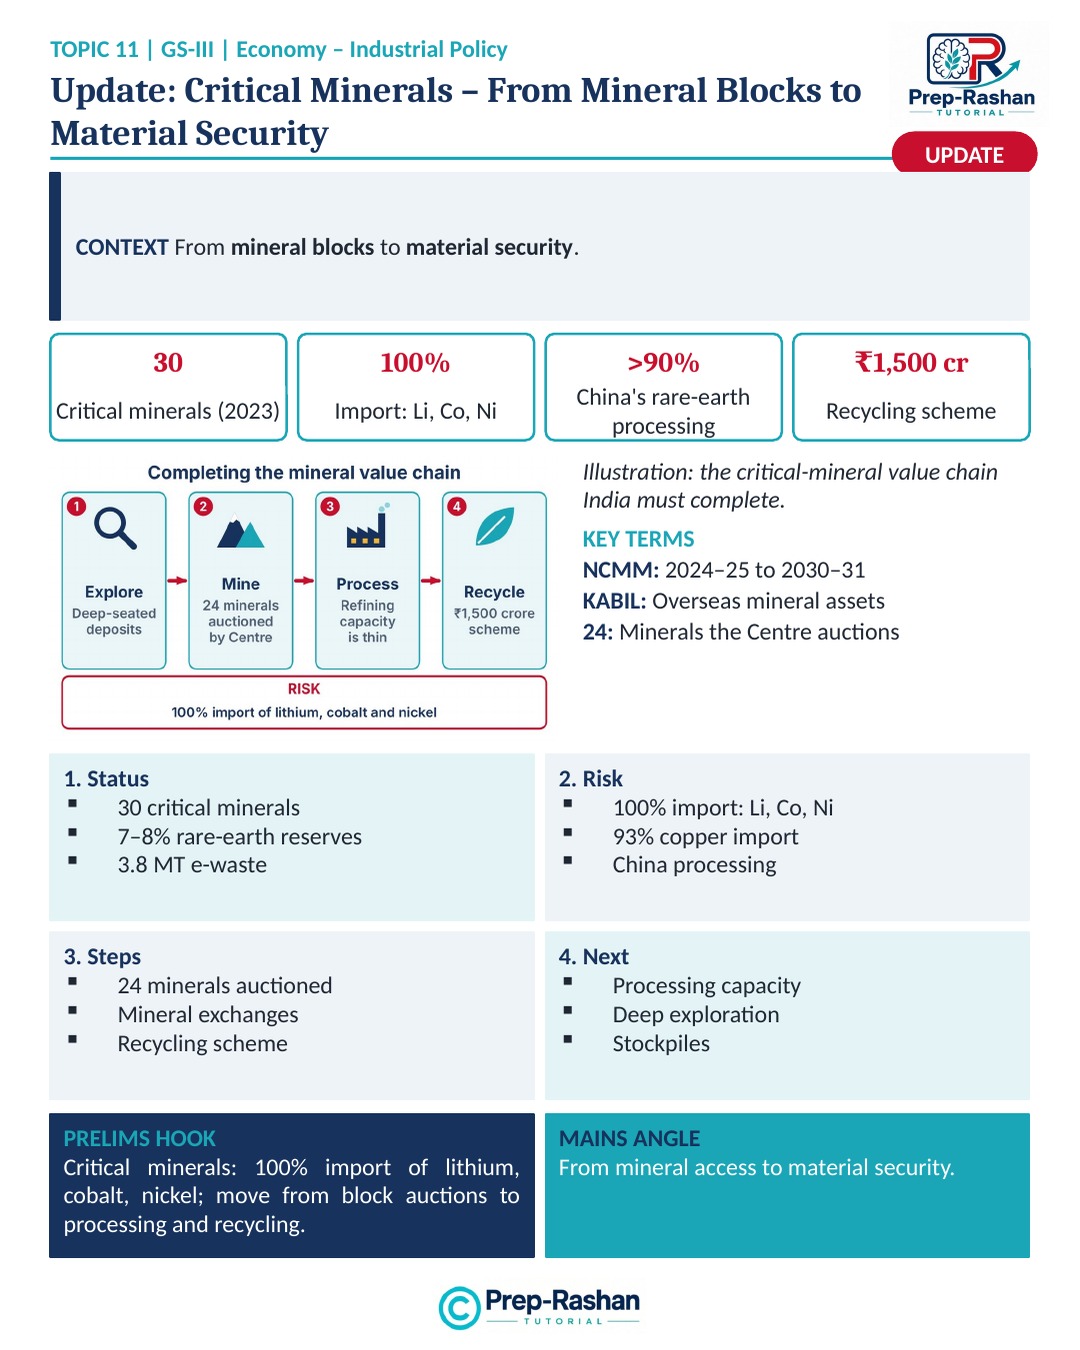 TOPIC 11 | GS-III | Economy – Industrial Policy
Update: Critical Minerals – From Mineral Blocks to
Material Security
Prep-Rashan
TUTORIAL
UPDATE
CONTEXT From mineral blocks to material security.
30
Critical minerals (2023)
100%
Import: Li, Co, Ni
>90%
China's rare-earth
processing
₹1,500 cr
Recycling scheme
Completing the mineral value chain
1
Explore
Deep-seated
deposits
2
Mine
24 minerals
auctioned
by Centre
3
Process
Refining
capacity
is thin
4
Recycle
₹1,500 crore
scheme
RISK
100% import of lithium, cobalt and nickel
Illustration: the critical-mineral value chain
India must complete.
KEY TERMS
NCMM: 2024–25 to 2030–31
KABIL: Overseas mineral assets
24: Minerals the Centre auctions
1. Status
▪ 30 critical minerals
▪ 7–8% rare-earth reserves
▪ 3.8 MT e-waste
2. Risk
▪ 100% import: Li, Co, Ni
▪ 93% copper import
▪ China processing
3. Steps
▪ 24 minerals auctioned
▪ Mineral exchanges
▪ Recycling scheme
4. Next
▪ Processing capacity
▪ Deep exploration
▪ Stockpiles
PRELIMS HOOK
Critical minerals: 100% import of lithium,
cobalt, nickel; move from block auctions to
processing and recycling.
MAINS ANGLE
From mineral access to material security.
© Prep-Rashan
TUTORIAL